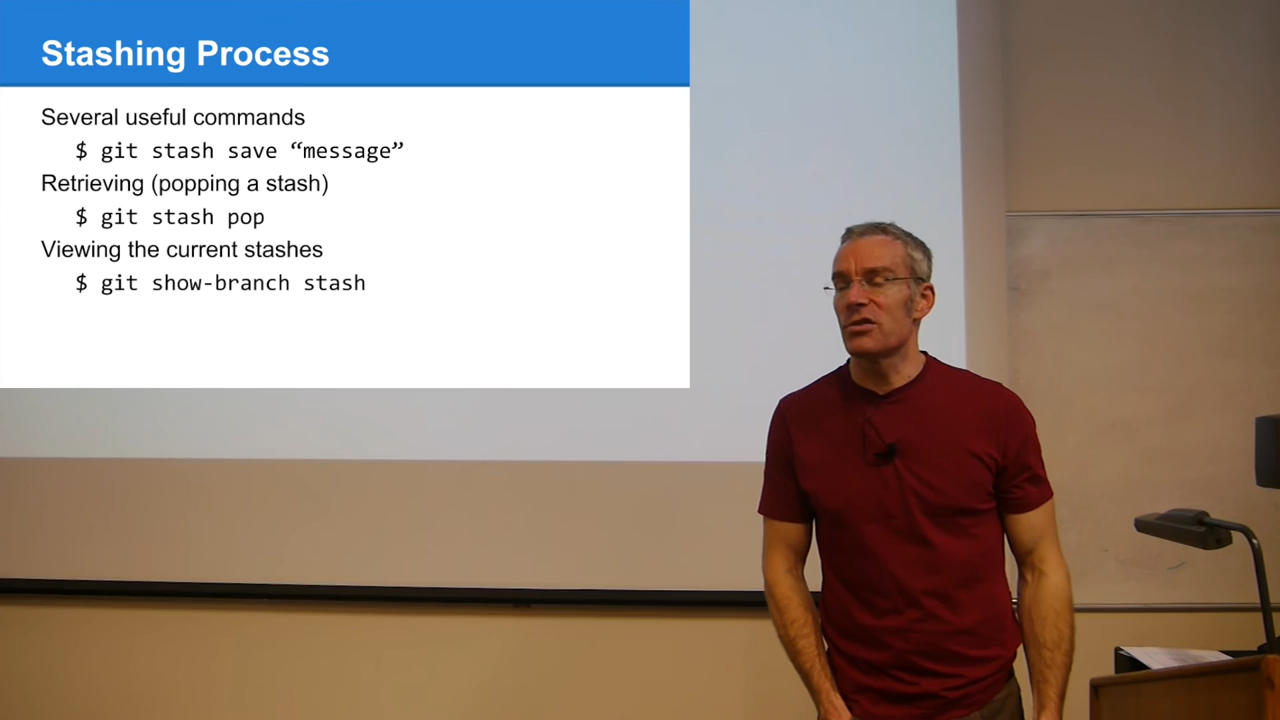 Stashing Process
Several useful commands
$ git stash save “message”
Retrieving (popping a stash)
$ git stash pop
Viewing the current stashes
$ git show-branch stash